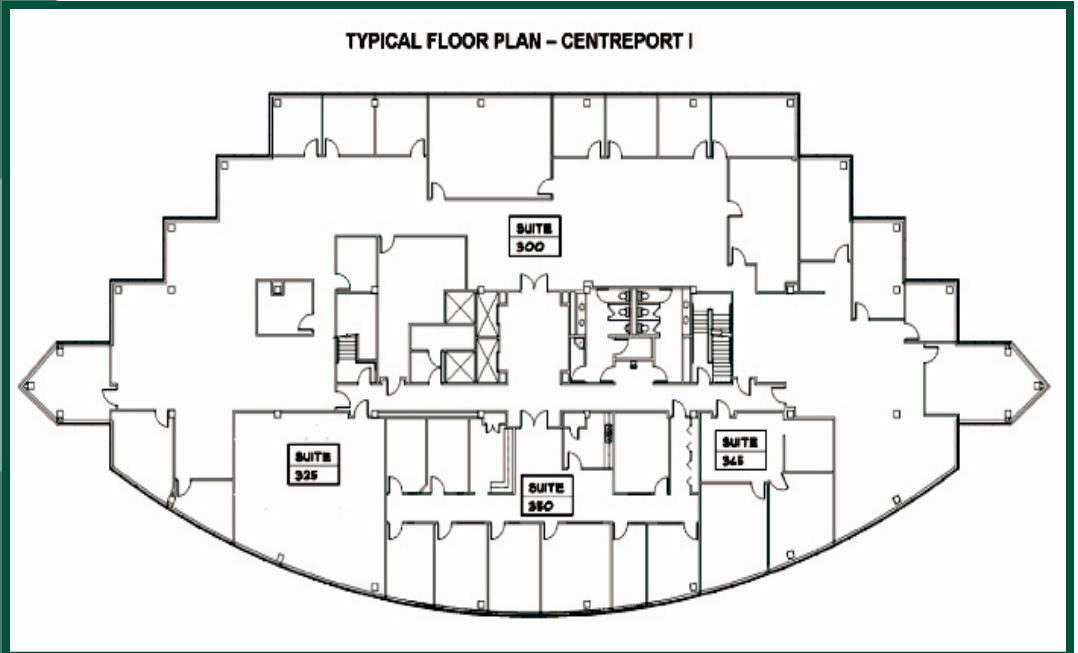 TYPICAL FLOOR PLAN – CENTREPORT I
SUITE
300
SUITE
325
SUITE
345
SUITE
350